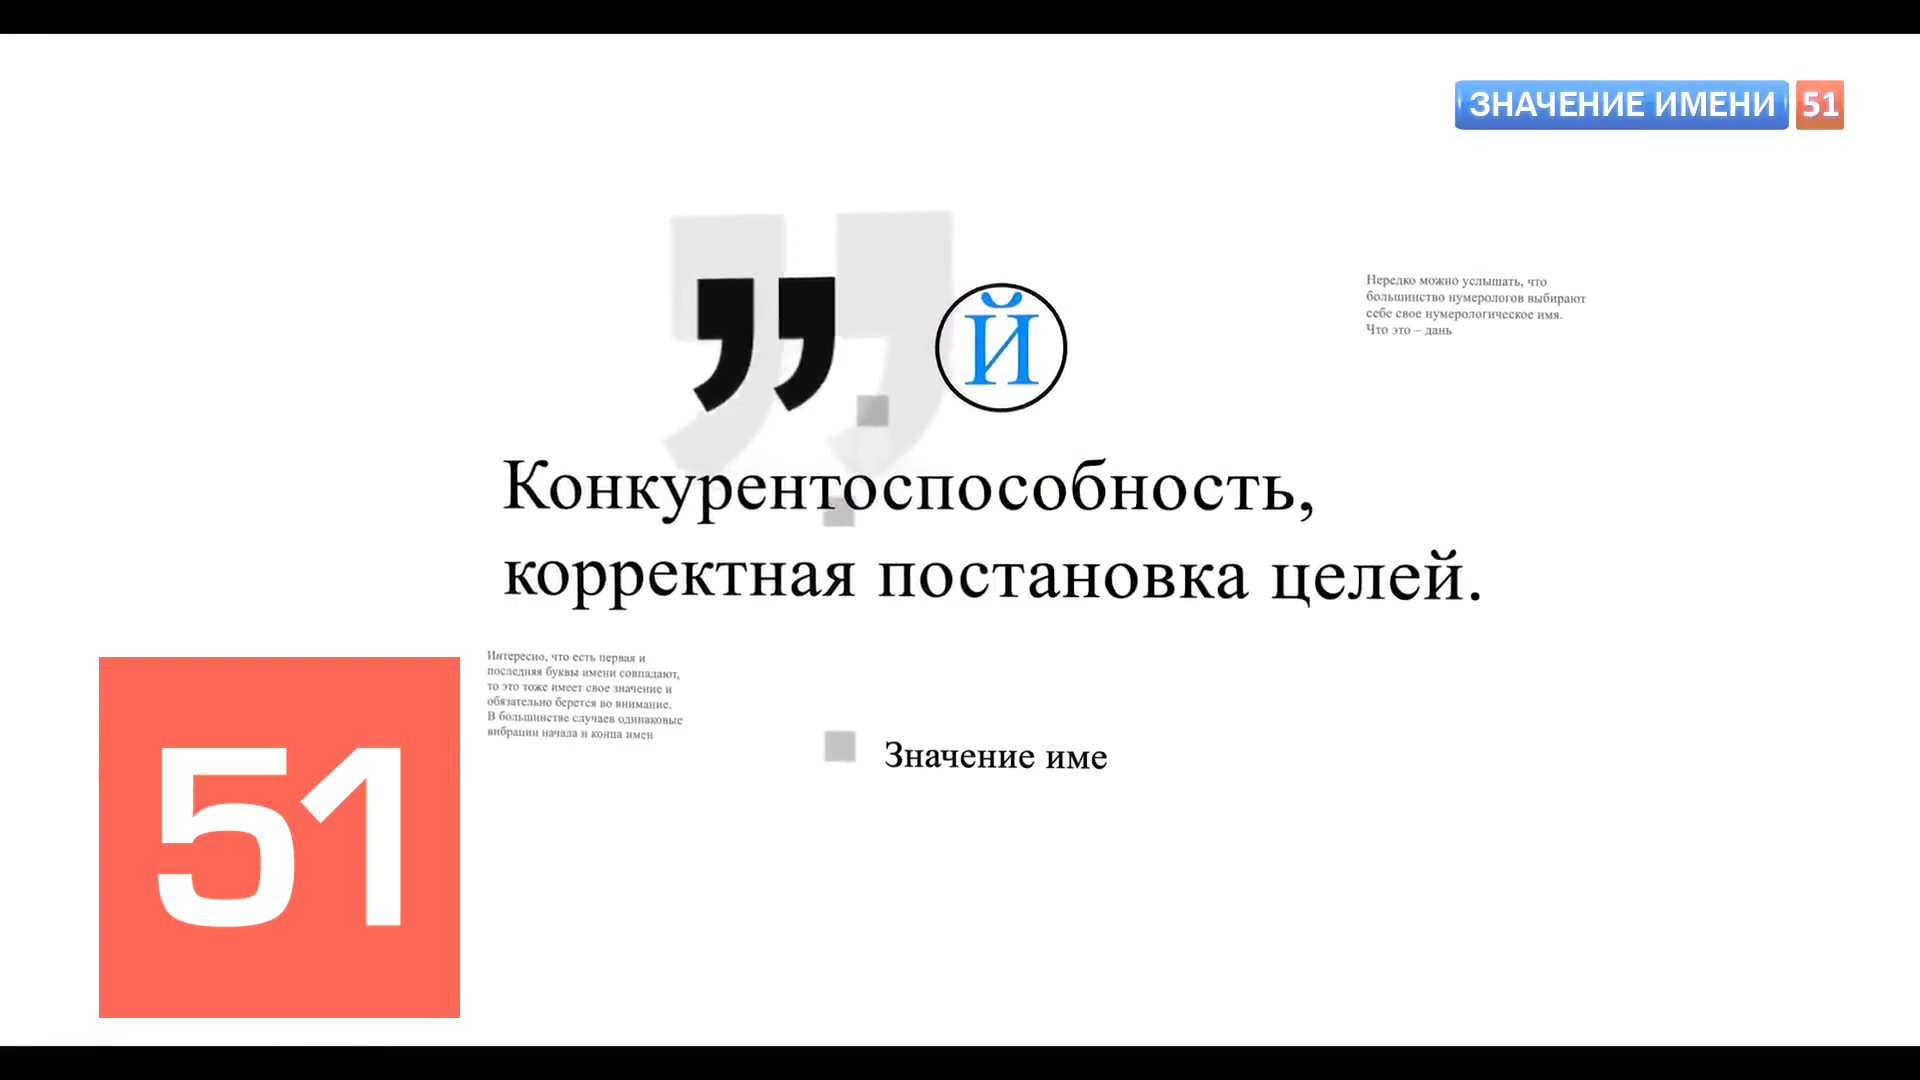 ЗНАЧЕНИЕ ИМЕНИ 51
Нередко можно услышать, что
большинство нумерологов выбирают
себе свое нумерологическое имя.
Что это – дань
”
Й
Конкурентоспособность,
корректная постановка целей.
Интересно, что есть первая и
последняя буквы имени совпадают,
то это тоже имеет свое значение и
обязательно берется во внимание.
В большинстве случаев одинаковые
вибрации начала и конца имен
Значение име
51